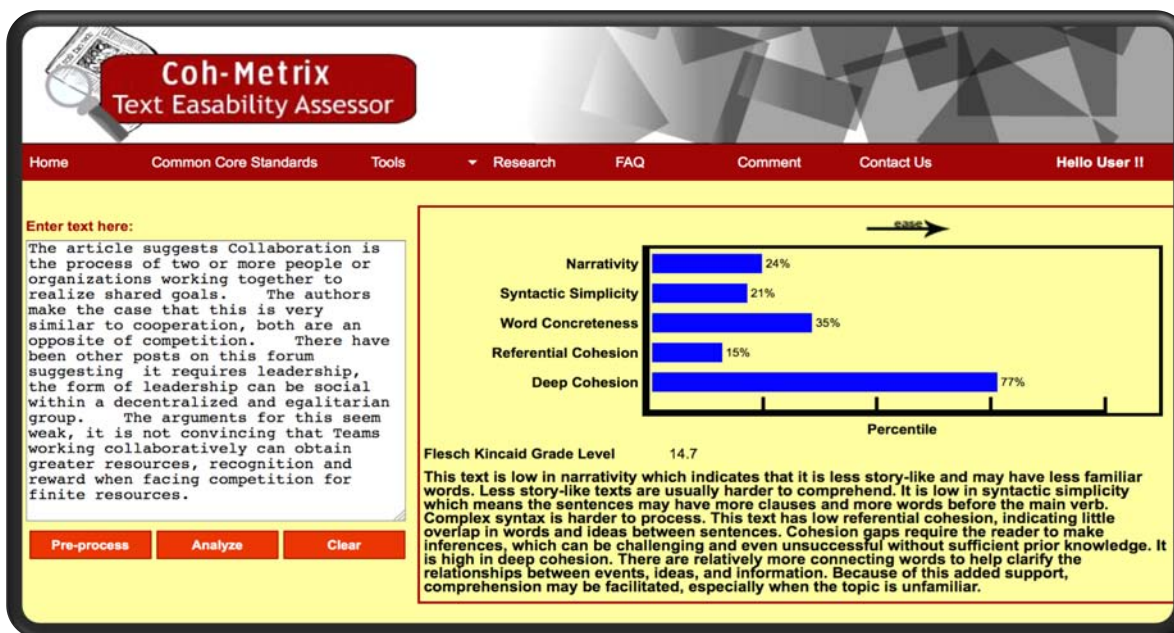 Coh-Metrix
Text Easability Assessor
Home Common Core Standards Tools Research FAQ Comment Contact Us Hello User !!
Enter text here:
The article suggests Collaboration is
the process of two or more people or
organizations working together to
realize shared goals. The authors
make the case that this is very
similar to cooperation, both are an
opposite of competition. There have
been other posts on this forum
suggesting it requires leadership,
the form of leadership can be social
within a decentralized and egalitarian
group. The arguments for this seem
weak, it is not convincing that Teams
working collaboratively can obtain
greater resources, recognition and
reward when facing competition for
finite resources.
Pre-process Analyze Clear
ease
Narrativity 24%
Syntactic Simplicity 21%
Word Concreteness 35%
Referential Cohesion 15%
Deep Cohesion 77%
Percentile
Flesch Kincaid Grade Level 14.7
This text is low in narrativity which indicates that it is less story-like and may have less familiar
words. Less story-like texts are usually harder to comprehend. It is low in syntactic simplicity
which means the sentences may have more clauses and more words before the main verb.
Complex syntax is harder to process. This text has low referential cohesion, indicating little
overlap in words and ideas between sentences. Cohesion gaps require the reader to make
inferences, which can be challenging and even unsuccessful without sufficient prior knowledge. It
is high in deep cohesion. There are relatively more connecting words to help clarify the
relationships between events, ideas, and information. Because of this added support,
comprehension may be facilitated, especially when the topic is unfamiliar.